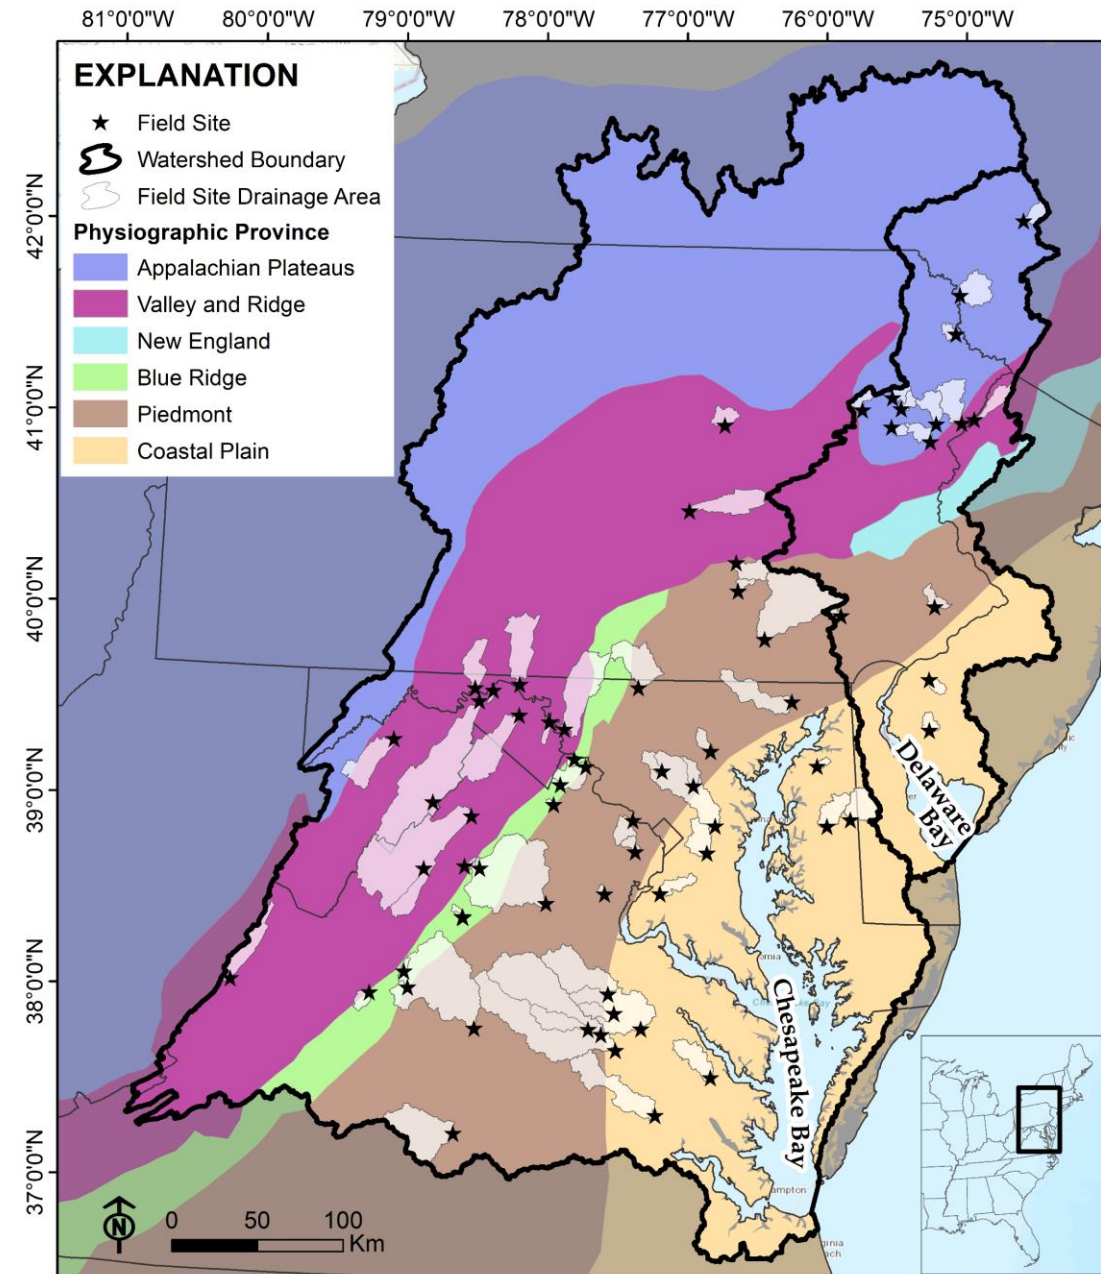 81°0'0"W 80°0'0"W 79°0'0"W 78°0'0"W 77°0'0"W 76°0'0"W 75°0'0"W
EXPLANATION
Field Site
Watershed Boundary
Field Site Drainage Area
Physiographic Province
Appalachian Plateaus
Valley and Ridge
New England
Blue Ridge
Piedmont
Coastal Plain
42°0'0"N
41°0'0"N
40°0'0"N
39°0'0"N
38°0'0"N
37°0'0"N
Delaware
Bay
Chesapeake Bay
N
0 50 100
Km